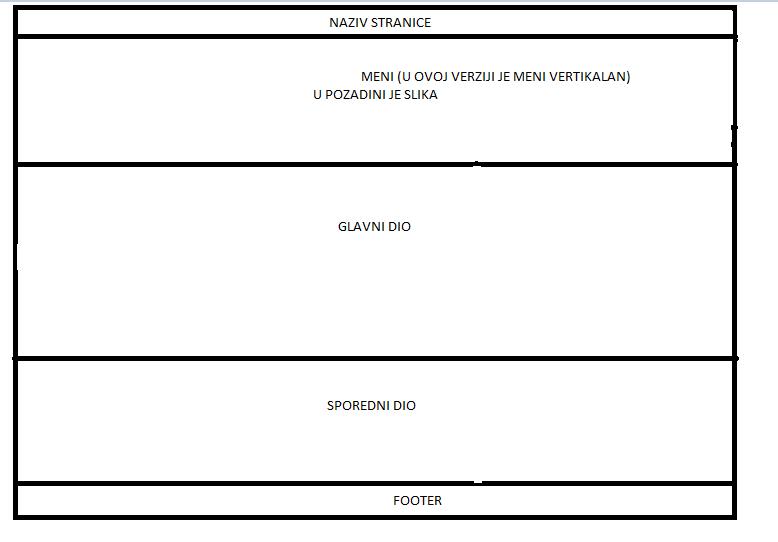 NAZIV STRANICE
MENI (U OVOJ VERZIJI JE MENI VERTIKALAN)
U POZADINI JE SLIKA
GLAVNI DIO
SPOREDNI DIO
FOOTER